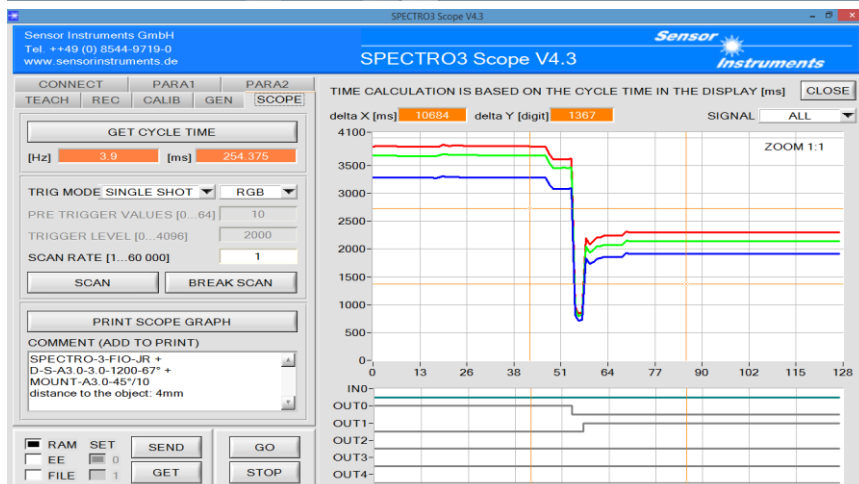 SPECTRO3 Scope V4.3
Sensor Instruments GmbH
Tel. ++49 (0) 8544-9719-0
www.sensorinstruments.de
SPECTRO3 Scope V4.3
Sensor
Instruments
CONNECT PARA1 PARA2
TEACH REC CALIB GEN SCOPE
GET CYCLE TIME
[Hz] 3.9 [ms] 254.375
TRIG MODE SINGLE SHOT RGB
PRE TRIGGER VALUES [0...64] 10
TRIGGER LEVEL [0...4096] 2000
SCAN RATE [1...60 000] 1
SCAN BREAK SCAN
PRINT SCOPE GRAPH
COMMENT (ADD TO PRINT)
SPECTRO-3-FIO-JR +
D-S-A3.0-3.0-1200-67° +
MOUNT-A3.0-45°/10
distance to the object: 4mm
RAM SET SEND GO
EE 0
FILE 1 GET STOP
TIME CALCULATION IS BASED ON THE CYCLE TIME IN THE DISPLAY [ms] CLOSE
delta X [ms] 10684 delta Y [digit] 1367 SIGNAL ALL
ZOOM 1:1
4100
3500
3000
2500
2000
1500
1000
500
0
0 13 26 38 51 64 77 90 102 115 128
IN0
OUT0
OUT1
OUT2
OUT3
OUT4